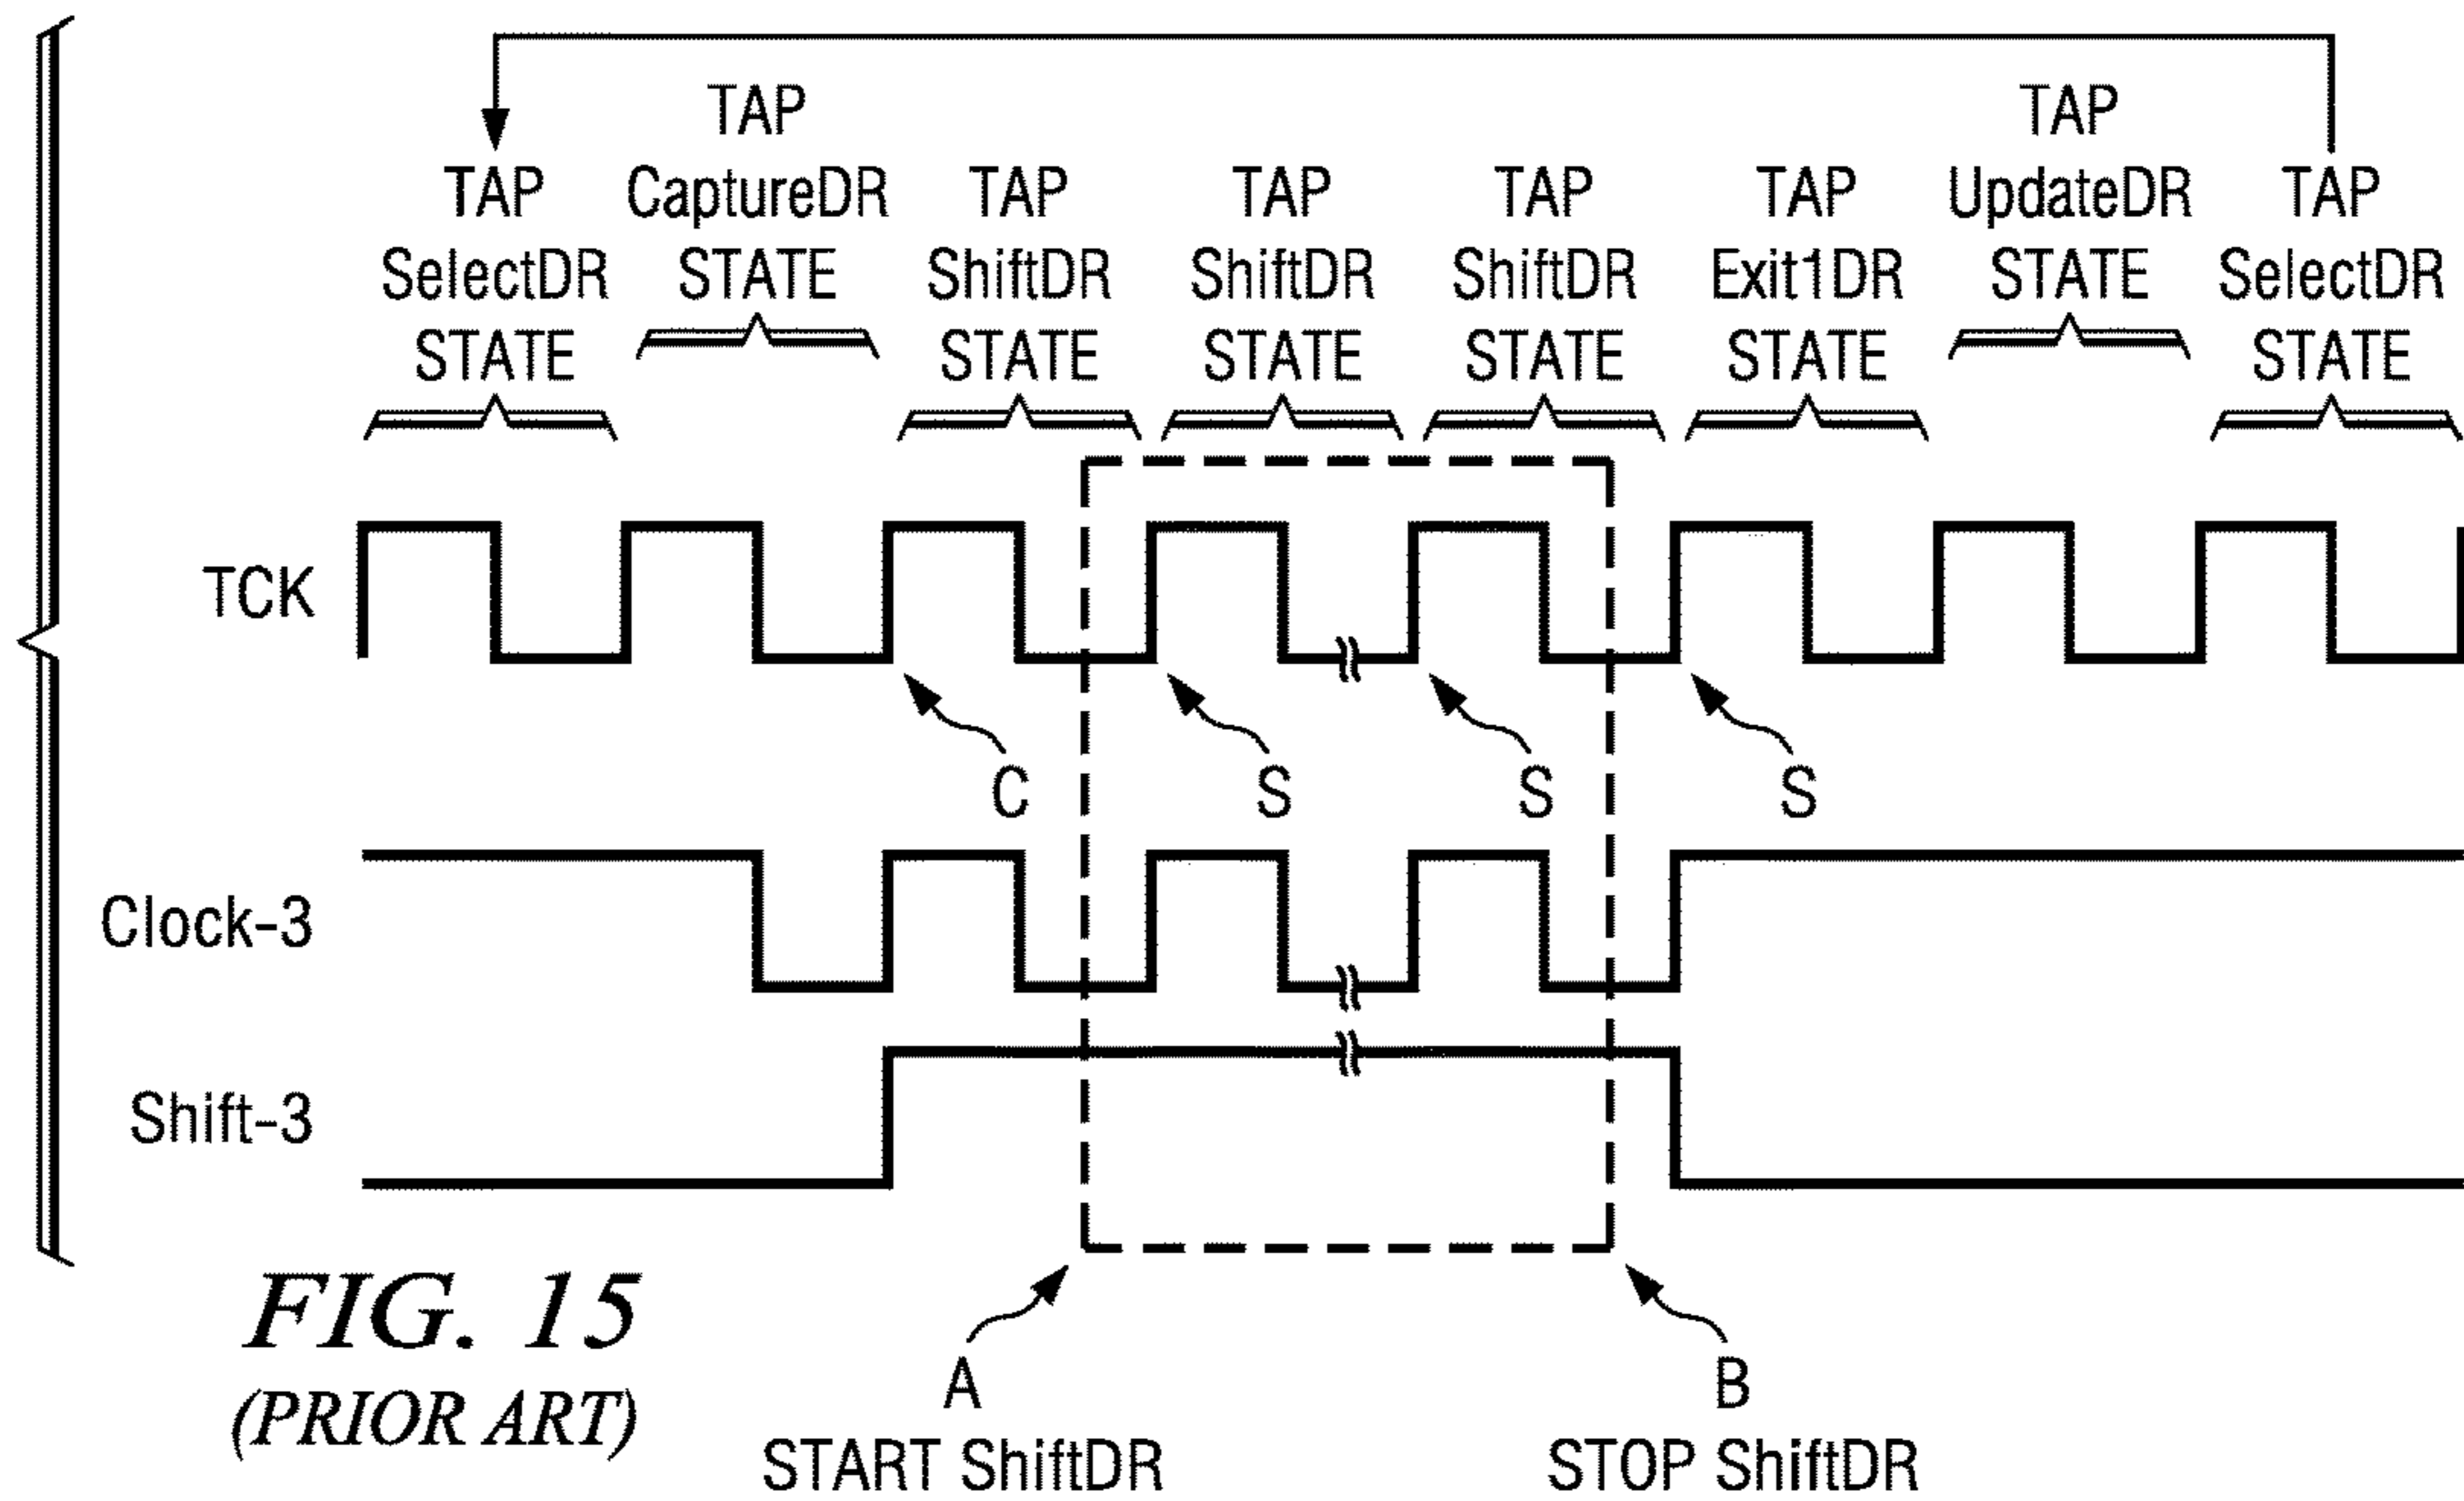 TAP
SelectDR
STATE
TAP
CaptureDR
STATE
TAP
ShiftDR
STATE
TAP
ShiftDR
STATE
TAP
ShiftDR
STATE
TAP
Exit1DR
STATE
TAP
UpdateDR
STATE
TAP
SelectDR
STATE
TCK
C
S
S
S
Clock-3
Shift-3
A
START ShiftDR
B
STOP ShiftDR
FIG. 15
(PRIOR ART)